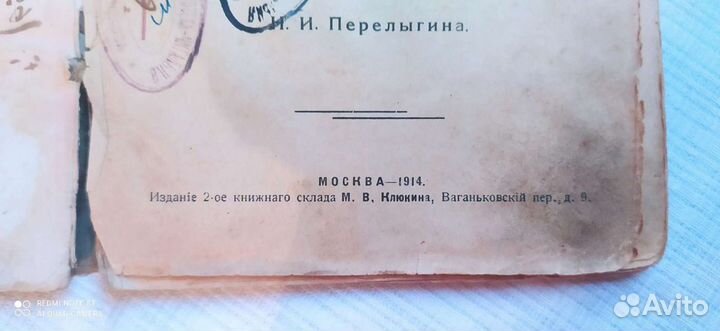 И. И. Перелыгина.
МОСКВА—1914.
Изданіе 2-ое книжнаго склада М. В. Клюкина, Ваганьковскій пер., д. 9.
REDMI NOTE 8T
AI QUAD CAMERA
Avito